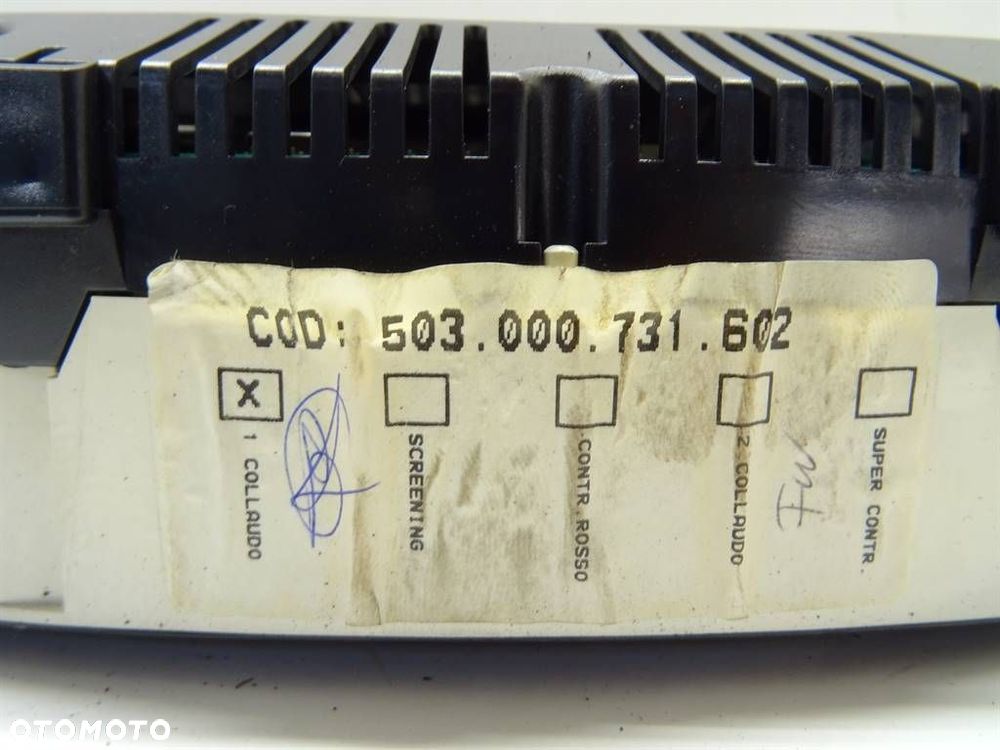 COD: 503.000.731.602
X
1 COLLAUDO
SCREENING
CONTR.ROSSO
2 COLLAUDO
SUPER CONTR.
OTOMOTO